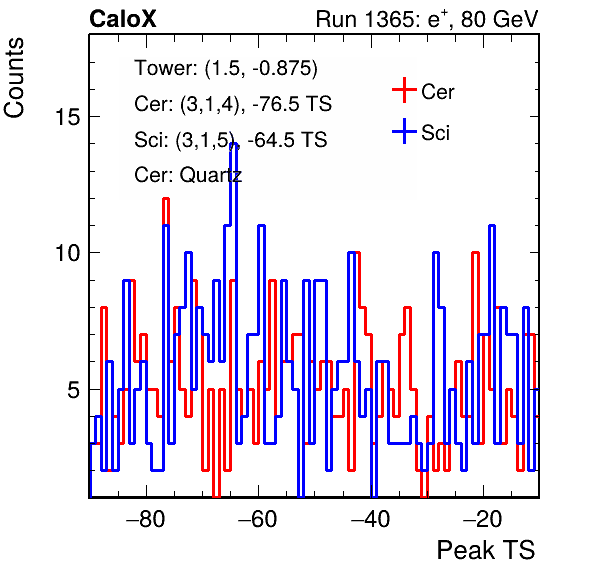 CaloX Run 1365: e⁺, 80 GeV
Counts
Tower: (1.5, -0.875)
Cer: (3,1,4), -76.5 TS
Sci: (3,1,5), -64.5 TS
Cer: Quartz
Cer
Sci
15
10
5
−80 −60 −40 −20
Peak TS